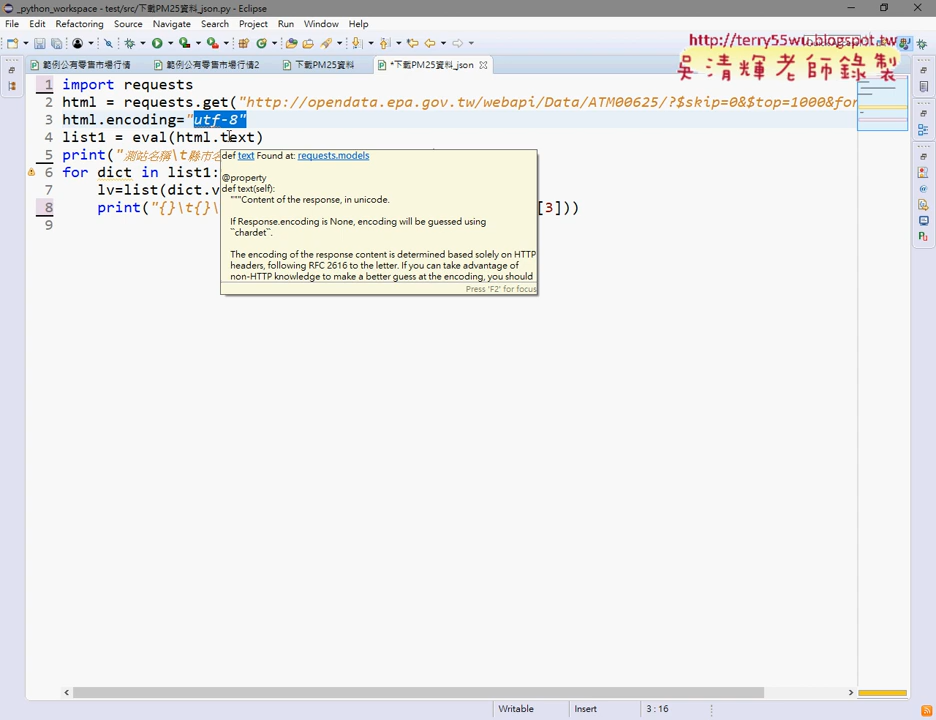 _python_workspace - test/src/下載PM25資料_json.py - Eclipse
File Edit Refactoring Source Navigate Search Project Run Window Help
http://terry55wu.blogspot.tw
吳清輝老師錄製
範例公有零售市場行情 範例公有零售市場行情2 下載PM25資料 *下載PM25資料_json
1 import requests
2 html = requests.get("http://opendata.epa.gov.tw/webapi/Data/ATM00625/?$skip=0&$top=1000&for
3 html.encoding="utf-8"
4 list1 = eval(html.text)
5 print("測站名稱\t縣市名
6 for dict in list1:
7 lv=list(dict.v
8 print("{}\t{}\ [3]))
9
def text Found at: requests.models
@property
def text(self):
"""Content of the response, in unicode.
If Response.encoding is None, encoding will be guessed using
``chardet``.
The encoding of the response content is determined based solely on HTTP
headers, following RFC 2616 to the letter. If you can take advantage of
non-HTTP knowledge to make a better guess at the encoding, you should
Press 'F2' for focus
Writable Insert 3 : 16